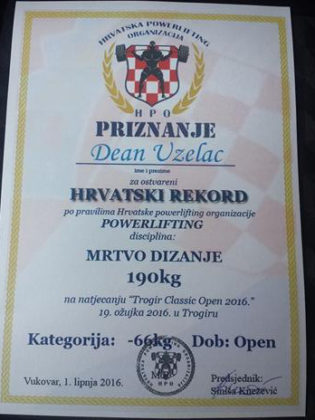 HRVATSKA POWERLIFTING
ORGANIZACIJA
HPO
PRIZNANJE
Dean Uzelac
ime i prezime
za ostvareni
HRVATSKI REKORD
po pravilima Hrvatske powerlifting organizacije
POWERLIFTING
disciplina:
MRTVO DIZANJE
190kg
na natjecanju "Trogir Classic Open 2016."
19. ožujka 2016. u Trogiru
Kategorija: -66kg Dob: Open
Vukovar, 1. lipnja 2016.
Predsjednik:
Siniša Knežević